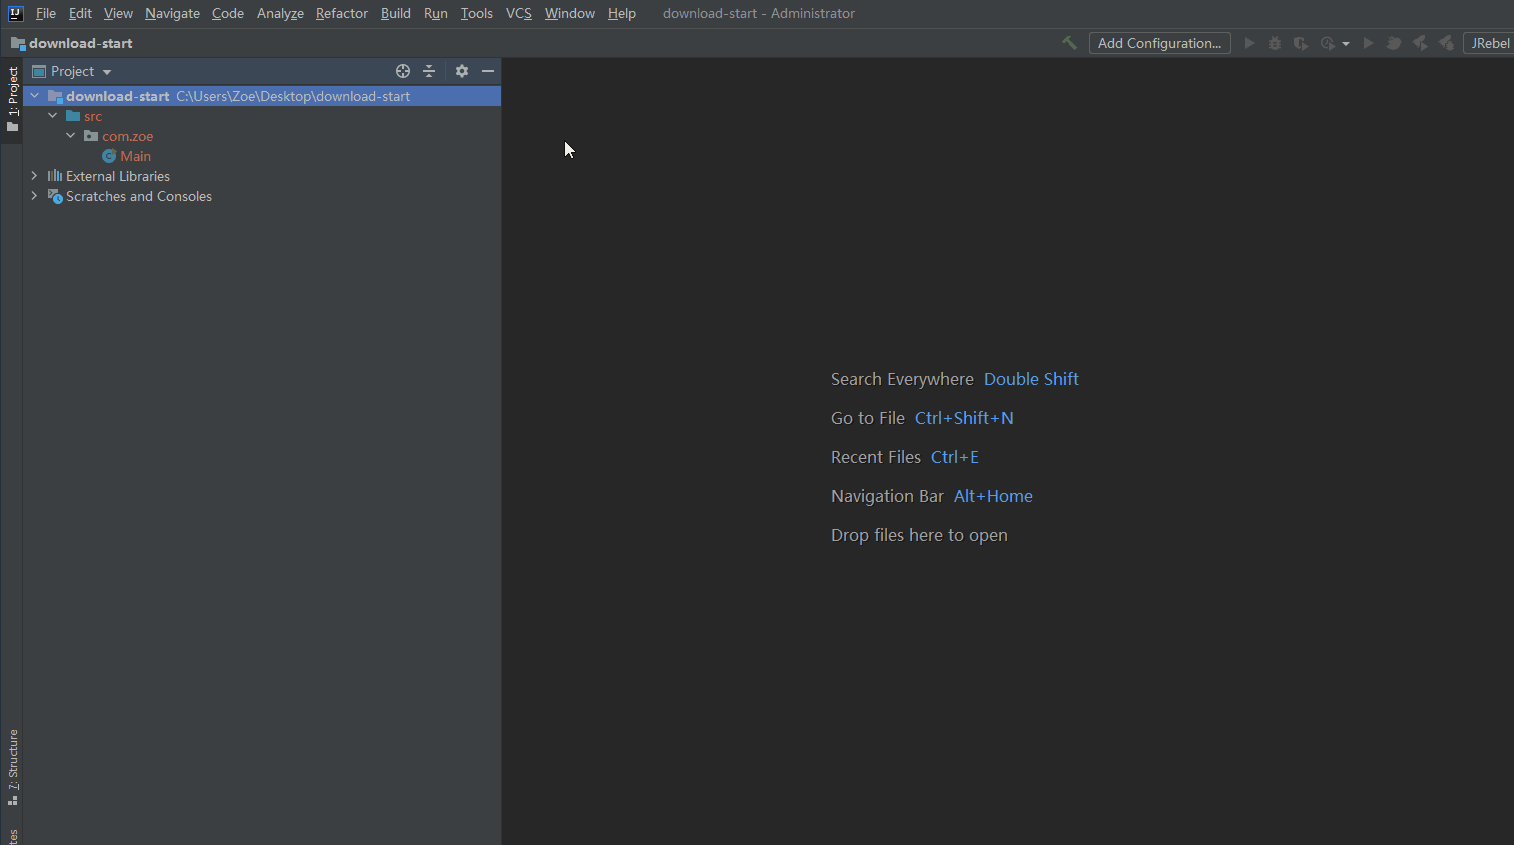 IJ File Edit View Navigate Code Analyze Refactor Build Run Tools VCS Window Help download-start - Administrator
download-start Add Configuration... JRebel
1: Project
Project
download-start C:\Users\Zoe\Desktop\download-start
src
com.zoe
C Main
External Libraries
Scratches and Consoles
Search Everywhere Double Shift
Go to File Ctrl+Shift+N
Recent Files Ctrl+E
Navigation Bar Alt+Home
Drop files here to open
7: Structure
tes